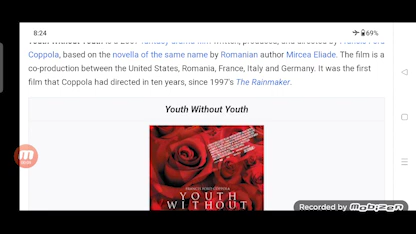 8:24
69%
Youth Without Youth is a 2007 fantasy drama film written, produced, and directed by Francis Ford
Coppola, based on the novella of the same name by Romanian author Mircea Eliade. The film is a
co-production between the United States, Romania, France, Italy and Germany. It was the first
film that Coppola had directed in ten years, since 1997's The Rainmaker.
Youth Without Youth
FRANCIS FORD COPPOLA
YOUTH
WITHOUT
Recorded by Mobizen